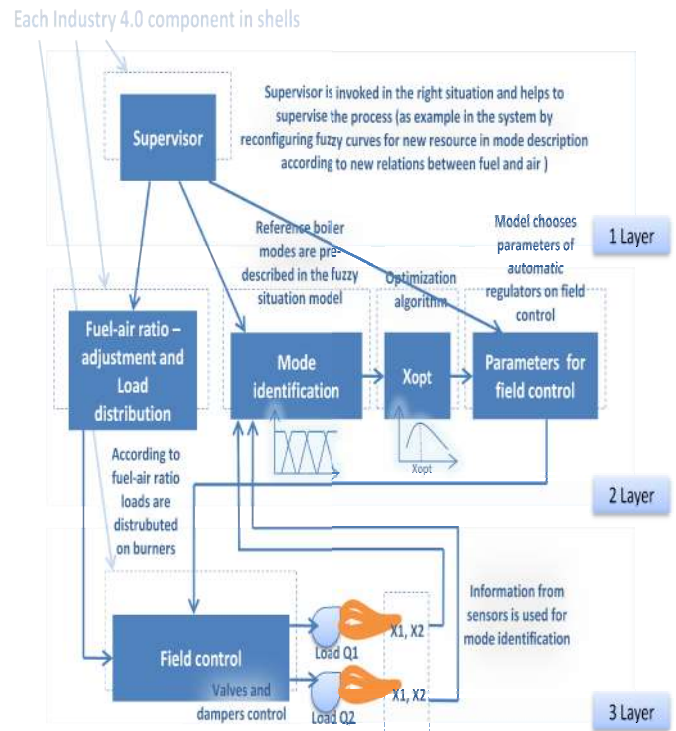 Each Industry 4.0 component in shells
Supervisor is invoked in the right situation and helps to
supervise the process (as example in the system by
reconfiguring fuzzy curves for new resource in mode description
according to new relations between fuel and air )
Supervisor
1 Layer
Reference boiler
modes are pre-
described in the fuzzy
situation model
Optimization
algorithm
Model chooses
parameters of
automatic
regulators on field
control
Fuel-air ratio –
adjustment and
Load
distribution
Mode
identification
Xopt
Parameters for
field control
Xopt
According to
fuel-air ratio
loads are
distrubuted
on burners
2 Layer
Information from
sensors is used for
mode identification
Field control
Valves and
dampers control
Load Q1
X1, X2
Load Q2
X1, X2
3 Layer